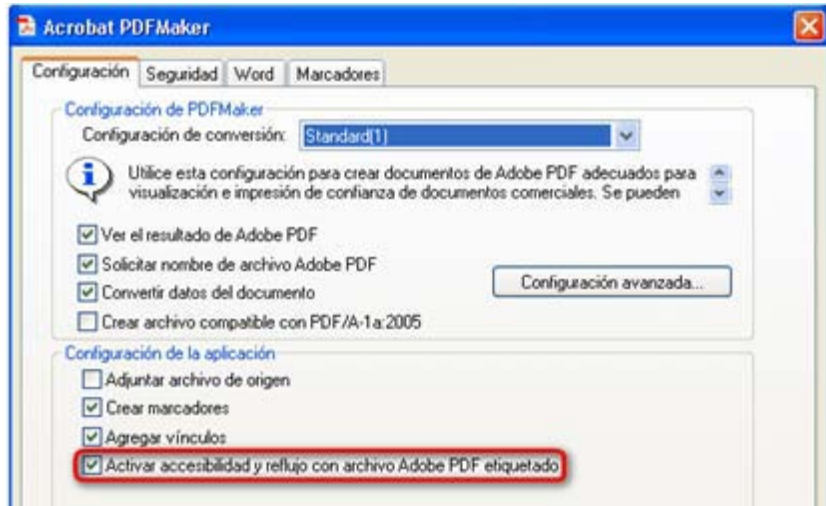 Acrobat PDFMaker
Configuración Seguridad Word Marcadores
Configuración de PDFMaker
Configuración de conversión: Standard(1)
Utilice esta configuración para crear documentos de Adobe PDF adecuados para
visualización e impresión de confianza de documentos comerciales. Se pueden
Ver el resultado de Adobe PDF
Solicitar nombre de archivo Adobe PDF
Convertir datos del documento
Configuración avanzada...
Crear archivo compatible con PDF/A-1a:2005
Configuración de la aplicación
Adjuntar archivo de origen
Crear marcadores
Agregar vínculos
Activar accesibilidad y reflujo con archivo Adobe PDF etiquetado